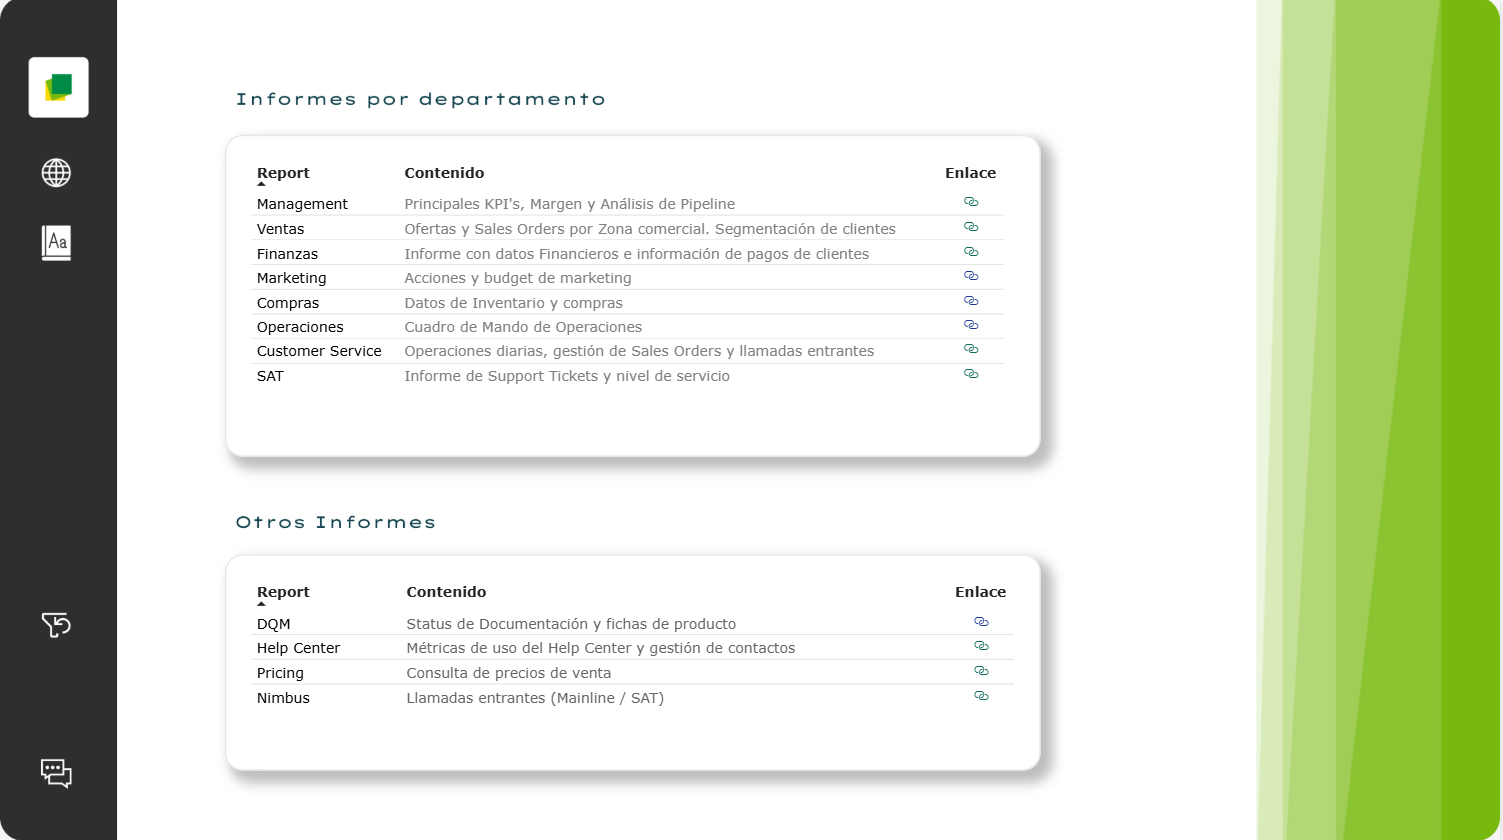 Aa
Informes por departamento
Report Contenido Enlace
Management Principales KPI's, Margen y Análisis de Pipeline
Ventas Ofertas y Sales Orders por Zona comercial. Segmentación de clientes
Finanzas Informe con datos Financieros e información de pagos de clientes
Marketing Acciones y budget de marketing
Compras Datos de Inventario y compras
Operaciones Cuadro de Mando de Operaciones
Customer Service Operaciones diarias, gestión de Sales Orders y llamadas entrantes
SAT Informe de Support Tickets y nivel de servicio
Otros Informes
Report Contenido Enlace
DQM Status de Documentación y fichas de producto
Help Center Métricas de uso del Help Center y gestión de contactos
Pricing Consulta de precios de venta
Nimbus Llamadas entrantes (Mainline / SAT)